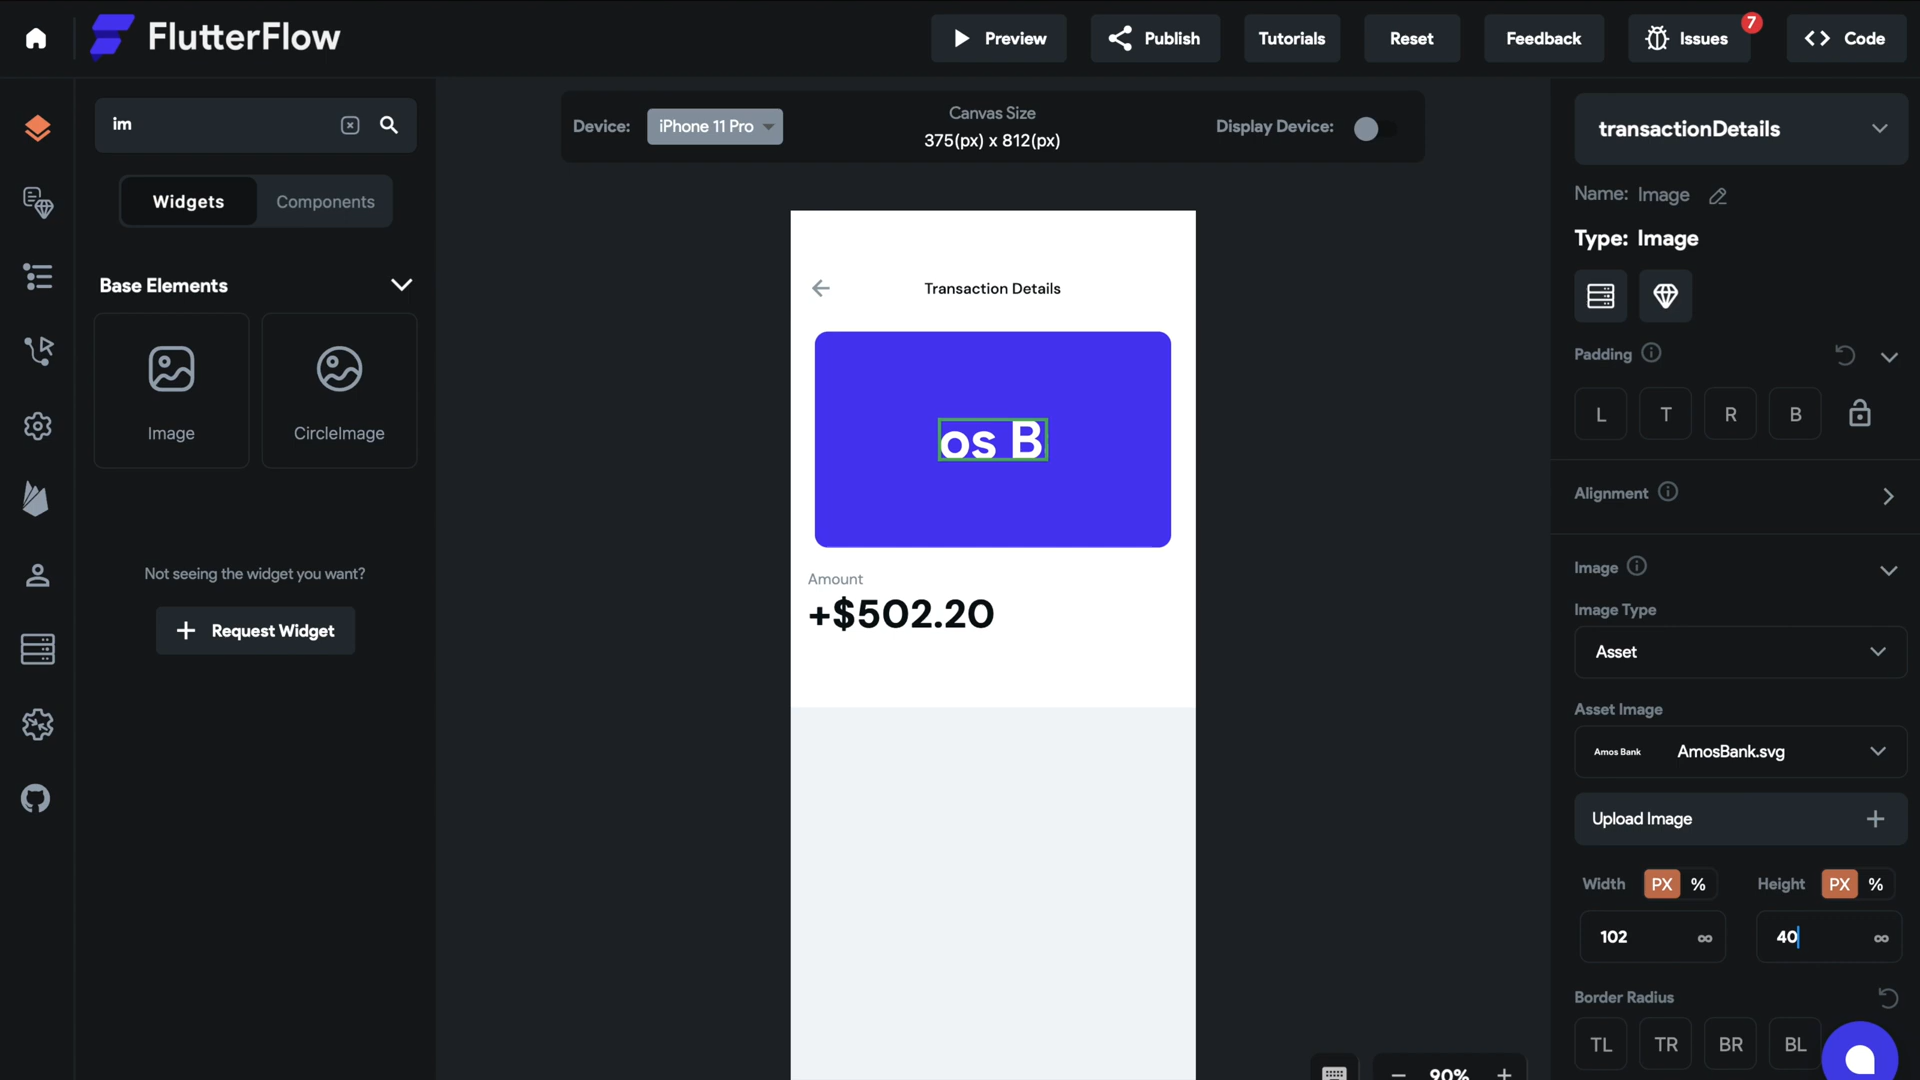 FlutterFlow
Preview
Publish
Tutorials
Reset
Feedback
Issues
7
Code
im
Widgets
Components
Base Elements
Image
CircleImage
Not seeing the widget you want?
Request Widget
Device:
iPhone 11 Pro
Canvas Size
375(px) x 812(px)
Display Device:
Transaction Details
os B
Amount
+$502.20
90%
transactionDetails
Name: Image
Type: Image
Padding
L T R B
Alignment
Image
Image Type
Asset
Asset Image
Amos Bank AmosBank.svg
Upload Image
Width PX % Height PX %
102 ∞ 40 ∞
Border Radius
TL TR BR BL